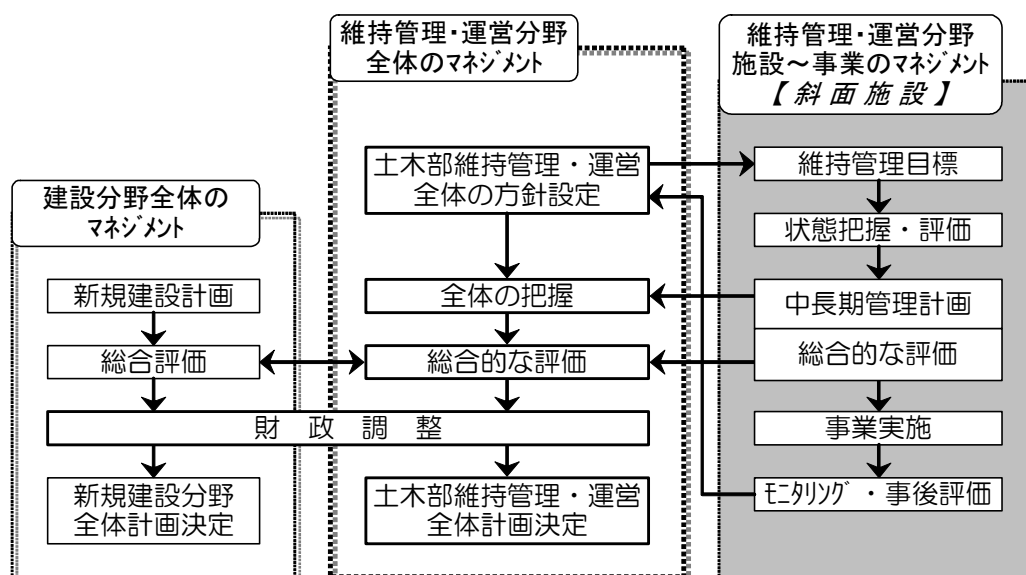 建設分野全体の
マネジメント
新規建設計画
総合評価
財政調整
新規建設分野
全体計画決定
維持管理・運営分野
全体のマネジメント
土木部維持管理・運営
全体の方針設定
全体の把握
総合的な評価
土木部維持管理・運営
全体計画決定
維持管理・運営分野
施設～事業のマネジメント
【斜面施設】
維持管理目標
状態把握・評価
中長期管理計画
総合的な評価
事業実施
モニタリング・事後評価